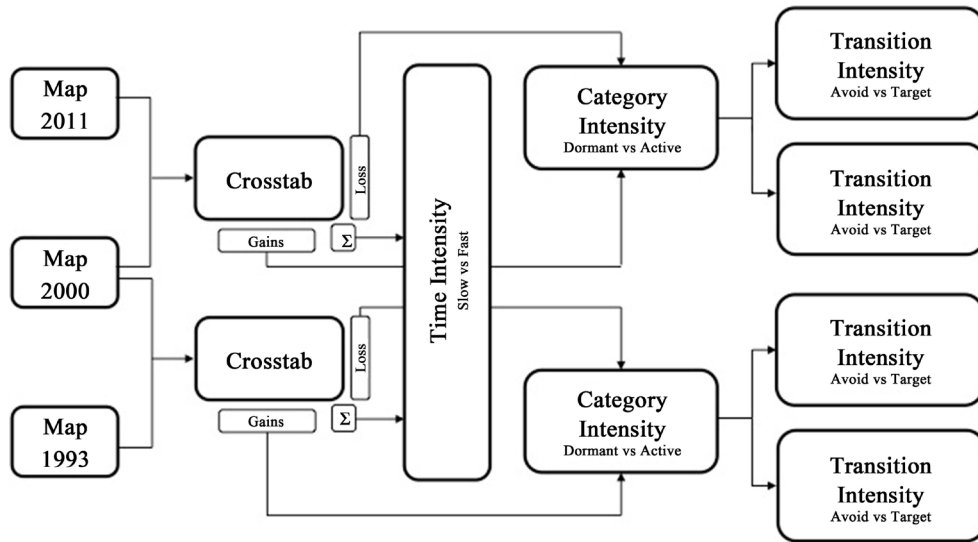 Map
2011
Map
2000
Map
1993
Crosstab
Loss
Gains
Σ
Crosstab
Loss
Gains
Σ
Time Intensity
Slow vs Fast
Category
Intensity
Dormant vs Active
Category
Intensity
Dormant vs Active
Transition
Intensity
Avoid vs Target
Transition
Intensity
Avoid vs Target
Transition
Intensity
Avoid vs Target
Transition
Intensity
Avoid vs Target